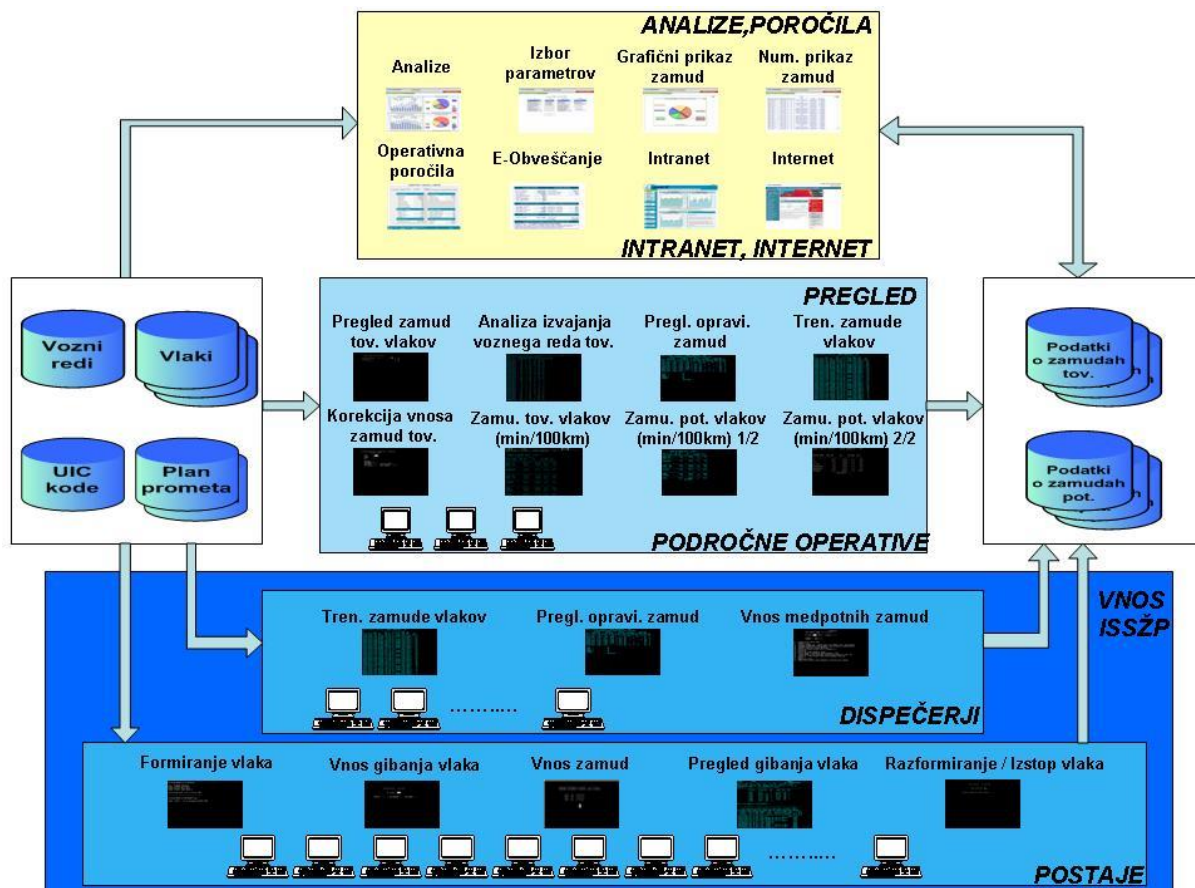 ANALIZE,POROČILA
Analize
Izbor
parametrov
Grafični prikaz
zamud
Num. prikaz
zamud
Operativna
poročila
E-Obveščanje
Intranet
Internet
INTRANET, INTERNET
Vozni
redi
Vlaki
UIC
kode
Plan
prometa
PREGLED
Pregled zamud
tov. vlakov
Analiza izvajanja
voznega reda tov.
Pregl. opravi.
zamud
Tren. zamude
vlakov
Korekcija vnosa
zamud tov.
Zamu. tov. vlakov
(min/100km)
Zamu. pot. vlakov
(min/100km) 1/2
Zamu. pot. vlakov
(min/100km) 2/2
PODROČNE OPERATIVE
Podatki
o zamudah
tov.
Podatki
o zamudah
pot.
VNOS
ISSŽP
Tren. zamude vlakov
Pregl. opravi. zamud
Vnos medpotnih zamud
...........
DISPEČERJI
Formiranje vlaka
Vnos gibanja vlaka
Vnos zamud
Pregled gibanja vlaka
Razformiranje / Izstop vlaka
...........
POSTAJE